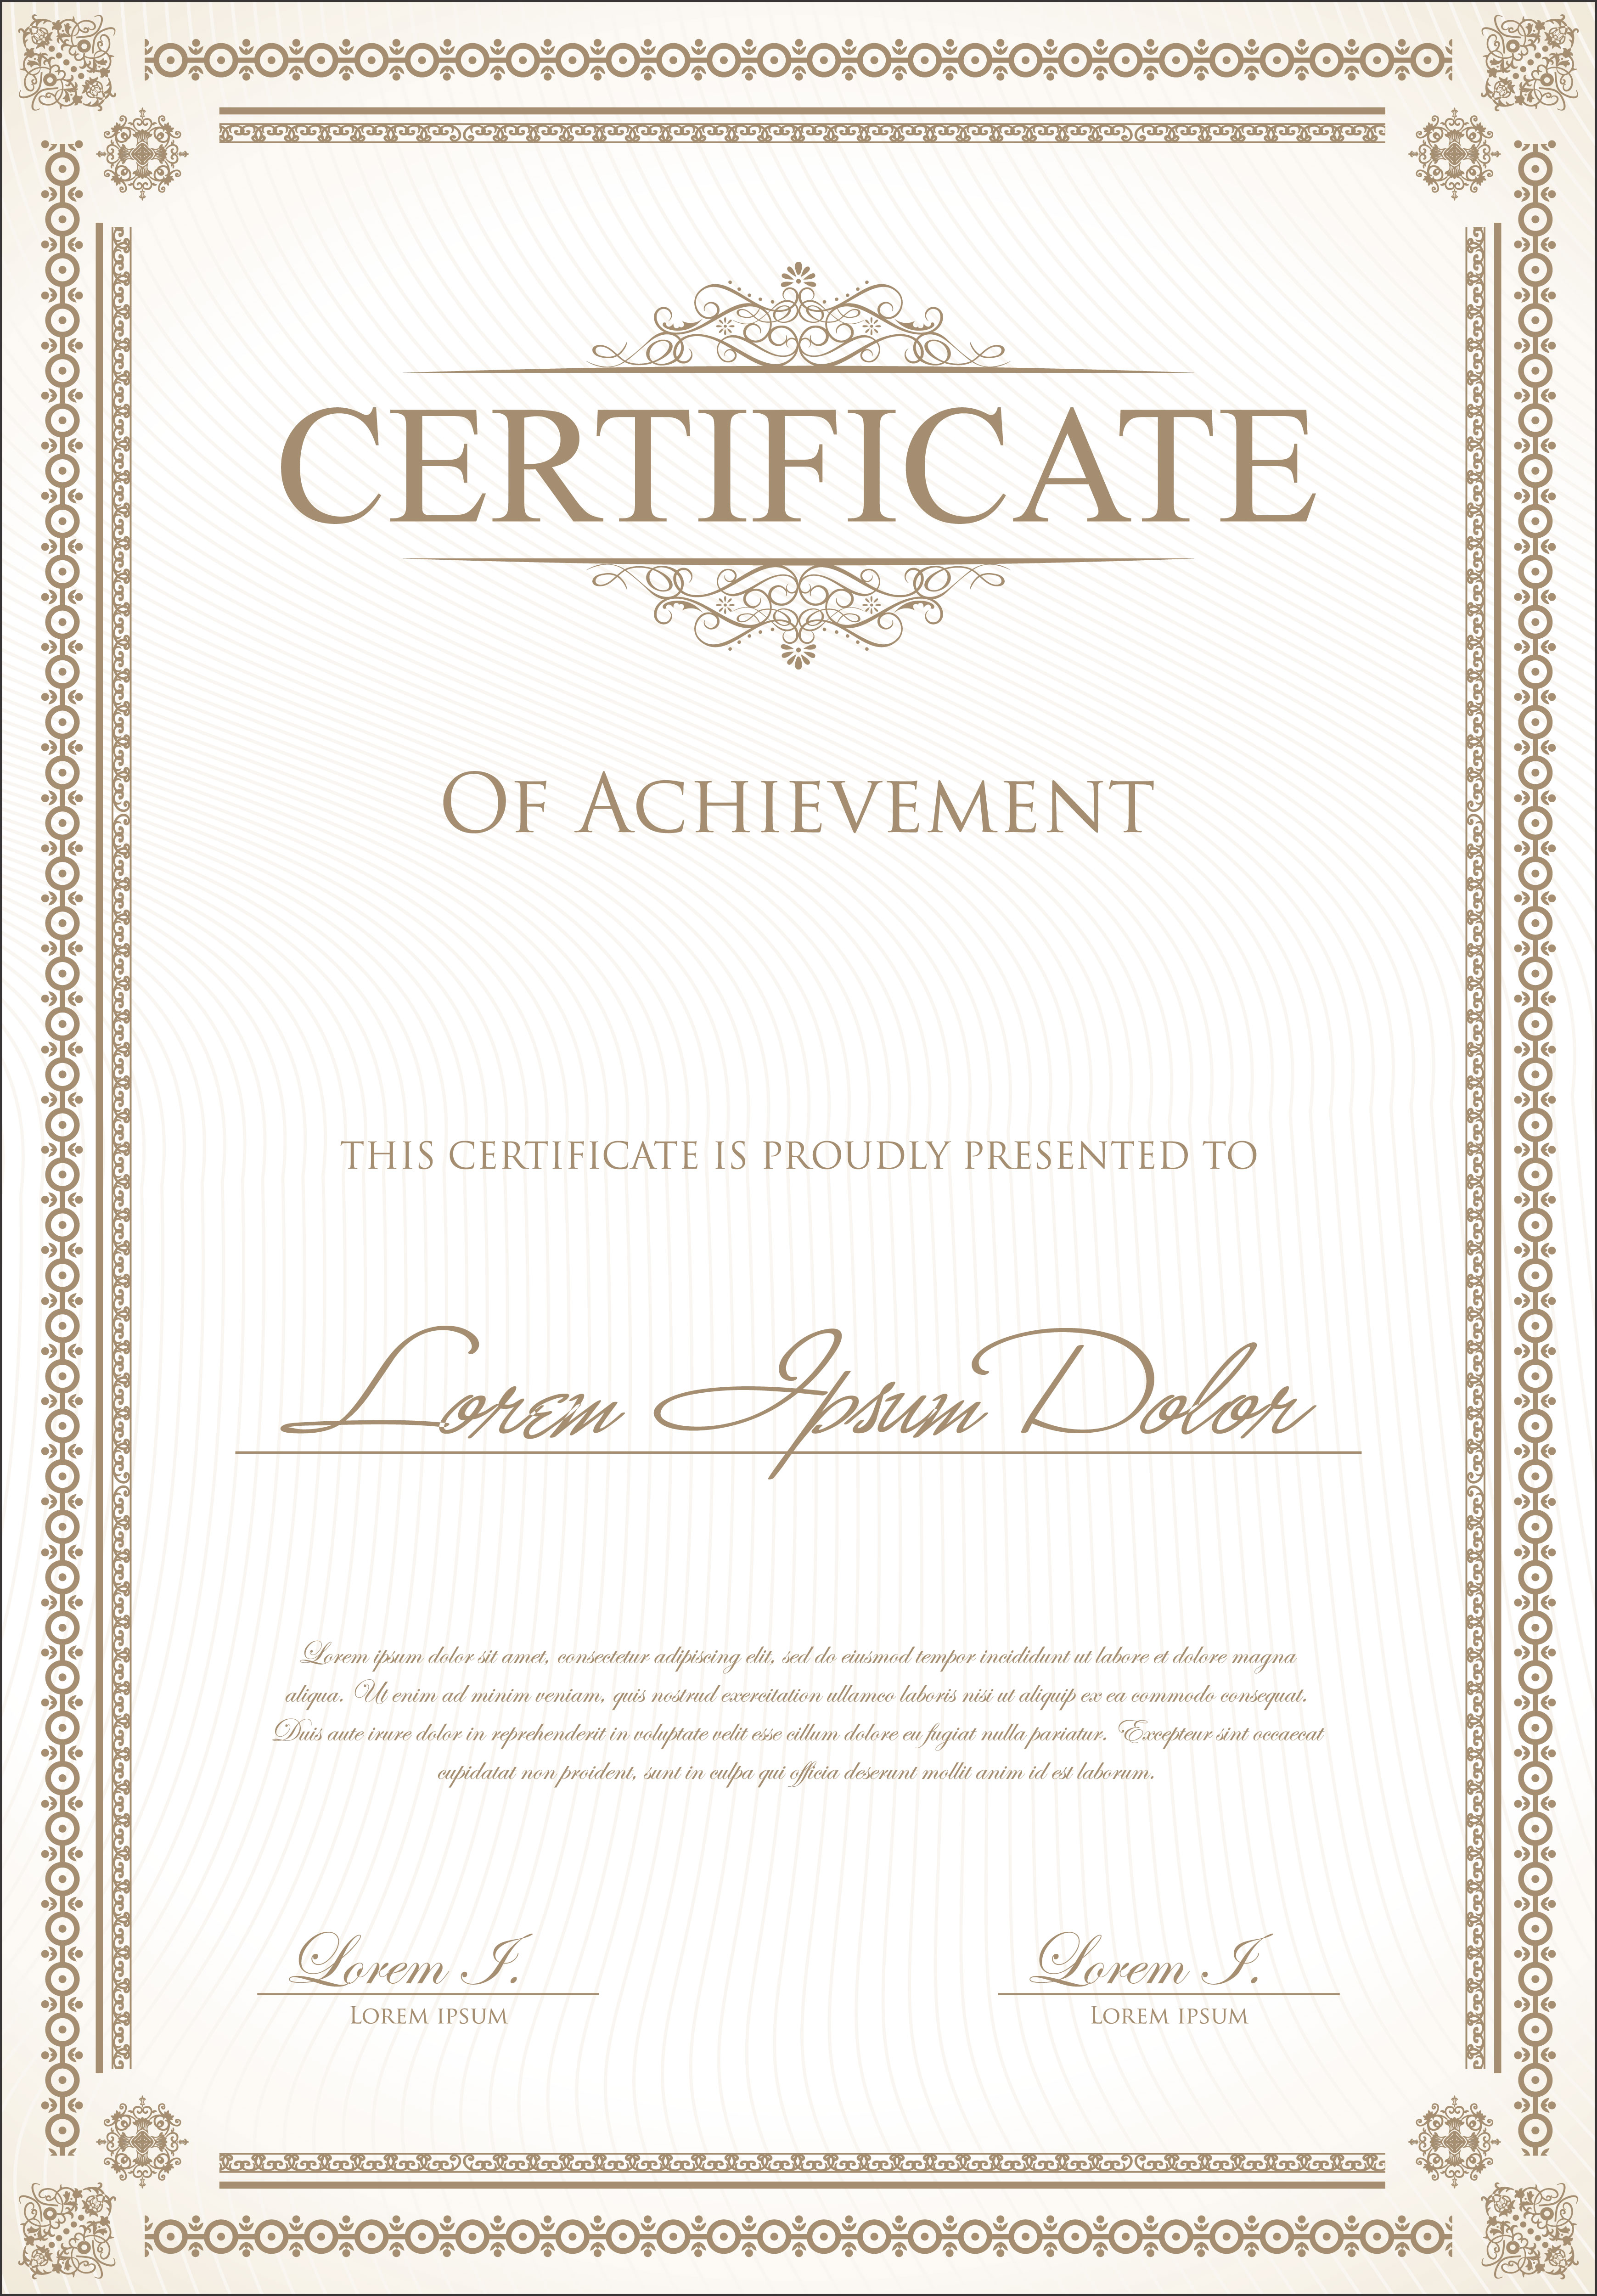 CERTIFICATE
Of Achievement
THIS CERTIFICATE IS PROUDLY PRESENTED TO
Lorem Ipsum Dolor
Lorem ipsum dolor sit amet, consectetur adipiscing elit, sed do eiusmod tempor incididunt ut labore et dolore magna
aliqua. Ut enim ad minim veniam, quis nostrud exercitation ullamco laboris nisi ut aliquip ex ea commodo consequat.
Duis aute irure dolor in reprehenderit in voluptate velit esse cillum dolore eu fugiat nulla pariatur. Excepteur sint occaecat
cupidatat non proident, sunt in culpa qui officia deserunt mollit anim id est laborum.
Lorem I.
Lorem ipsum
Lorem I.
Lorem ipsum